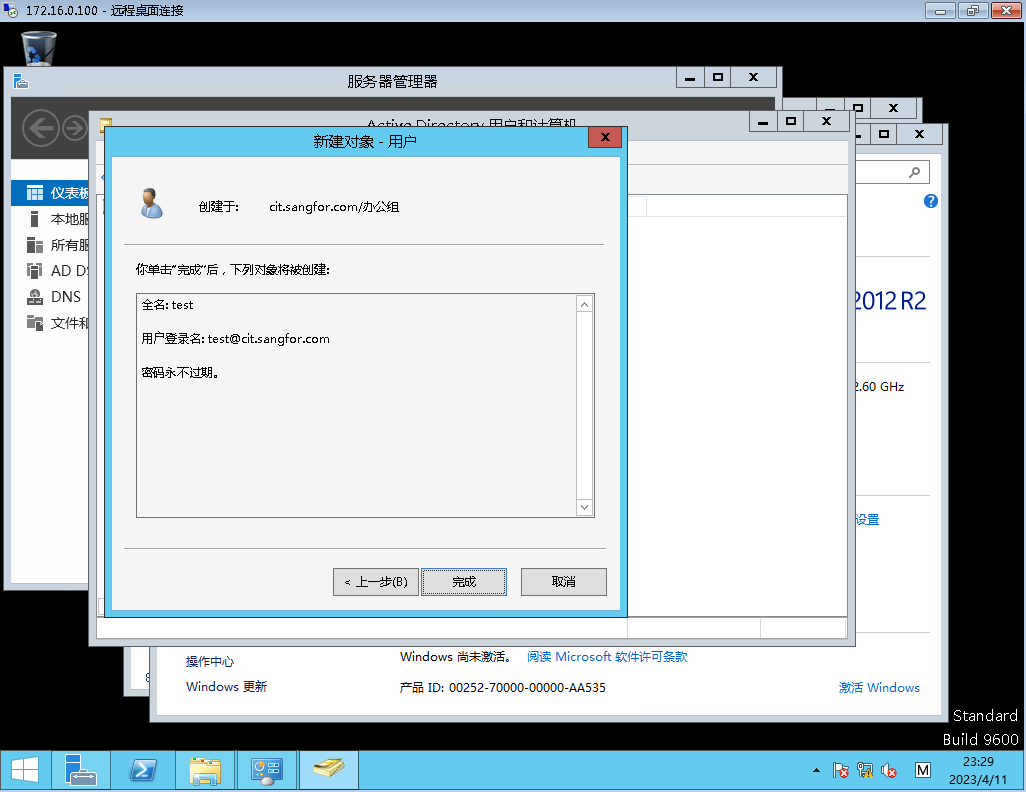 172.16.0.100 - 远程桌面连接
服务器管理器
Active Directory 用户和计算机
新建对象 - 用户
仪表板
本地服
所有服
AD DS
DNS
文件和
创建于:
cit.sangfor.com/办公组
你单击"完成"后，下列对象将被创建:
全名: test
用户登录名: test@cit.sangfor.com
密码永不过期。
< 上一步(B)
完成
取消
2012 R2
2.60 GHz
设置
操作中心
Windows 更新
Windows 尚未激活。
阅读 Microsoft 软件许可条款
产品 ID: 00252-70000-00000-AA535
激活 Windows
Standard
Build 9600
M
23:29
2023/4/11